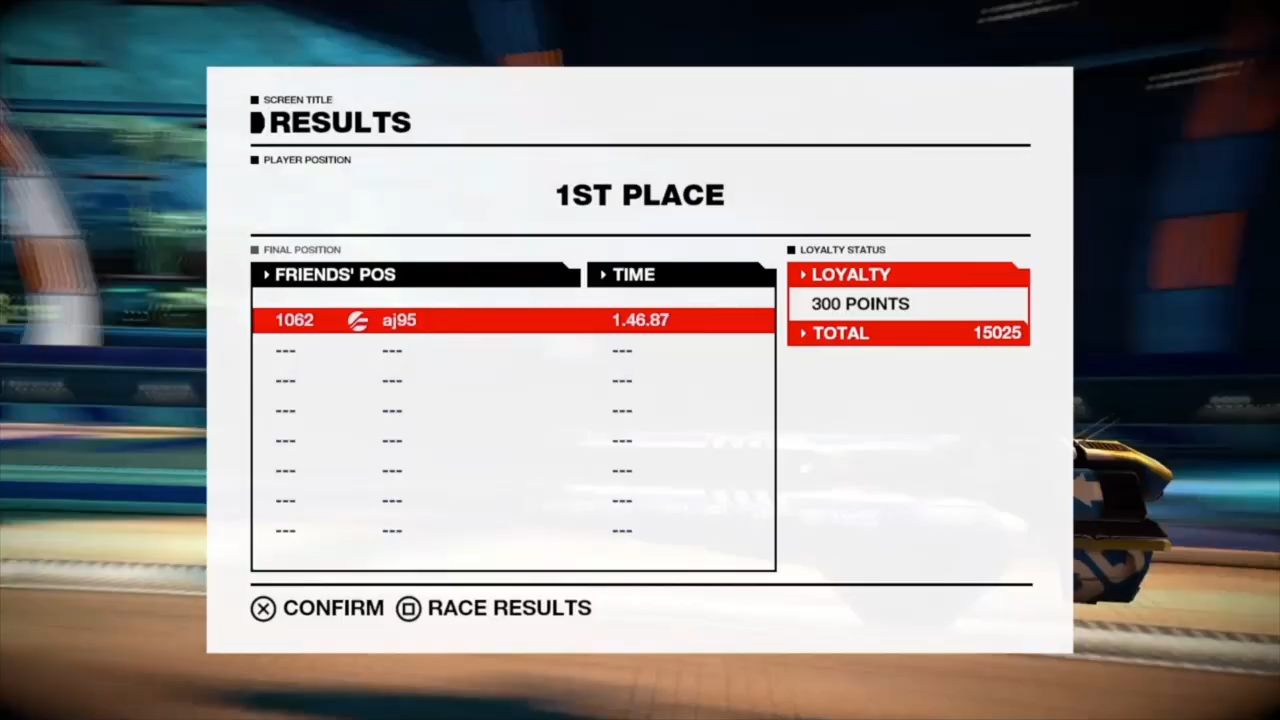 SCREEN TITLE
RESULTS
PLAYER POSITION
1ST PLACE
FINAL POSITION
LOYALTY STATUS
FRIENDS' POS TIME
LOYALTY
300 POINTS
1062 aj95 1.46.87
TOTAL 15025
--- --- ---
--- --- ---
--- --- ---
--- --- ---
--- --- ---
--- --- ---
--- --- ---
CONFIRM RACE RESULTS